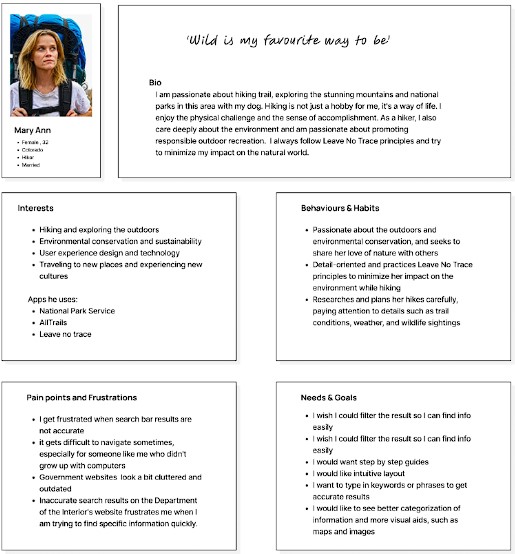 'Wild is my favourite way to be!'
Bio
I am passionate about hiking trail, exploring the stunning mountains and national
parks in this area with my dog. Hiking is not just a hobby for me, it's a way of life. I
enjoy the physical challenge and the sense of accomplishment. As a hiker, I also
care deeply about the environment and am passionate about promoting
responsible outdoor recreation. I always follow Leave No Trace principles and try
to minimize my impact on the natural world.
Mary Ann
• Female, 32
• Colorado
• Hiker
• Married
Interests
• Hiking and exploring the outdoors
• Environmental conservation and sustainability
• User experience design and technology
• Traveling to new places and experiencing new
cultures
Apps he uses:
• National Park Service
• AllTrails
• Leave no trace
Behaviours & Habits
• Passionate about the outdoors and
environmental conservation, and seeks to
share her love of nature with others
• Detail-oriented and practices Leave No Trace
principles to minimize her impact on the
environment while hiking
• Researches and plans her hikes carefully,
paying attention to details such as trail
conditions, weather, and wildlife sightings
Pain points and Frustrations
• I get frustrated when search bar results are
not accurate
• it gets difficult to navigate sometimes,
especially for someone like me who didn't
grow up with computers
• Government websites look a bit cluttered and
outdated
• Inaccurate search results on the Department
of the Interior's website frustrates me when I
am trying to find specific information quickly.
Needs & Goals
• I wish I could filter the result so I can find info
easily
• I wish I could filter the result so I can find info
easily
• I would want step by step guides
• I would like intuitive layout
• I want to type in keywords or phrases to get
accurate results
• I would like to see better categorization of
information and more visual aids, such as
maps and images